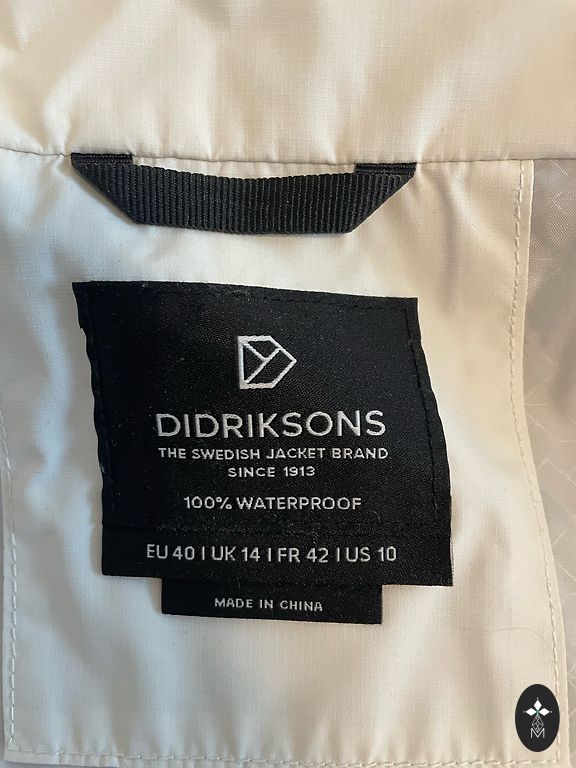 DIDRIKSONS
THE SWEDISH JACKET BRAND
SINCE 1913
100% WATERPROOF
EU 40 I UK 14 I FR 42 I US 10
MADE IN CHINA
M